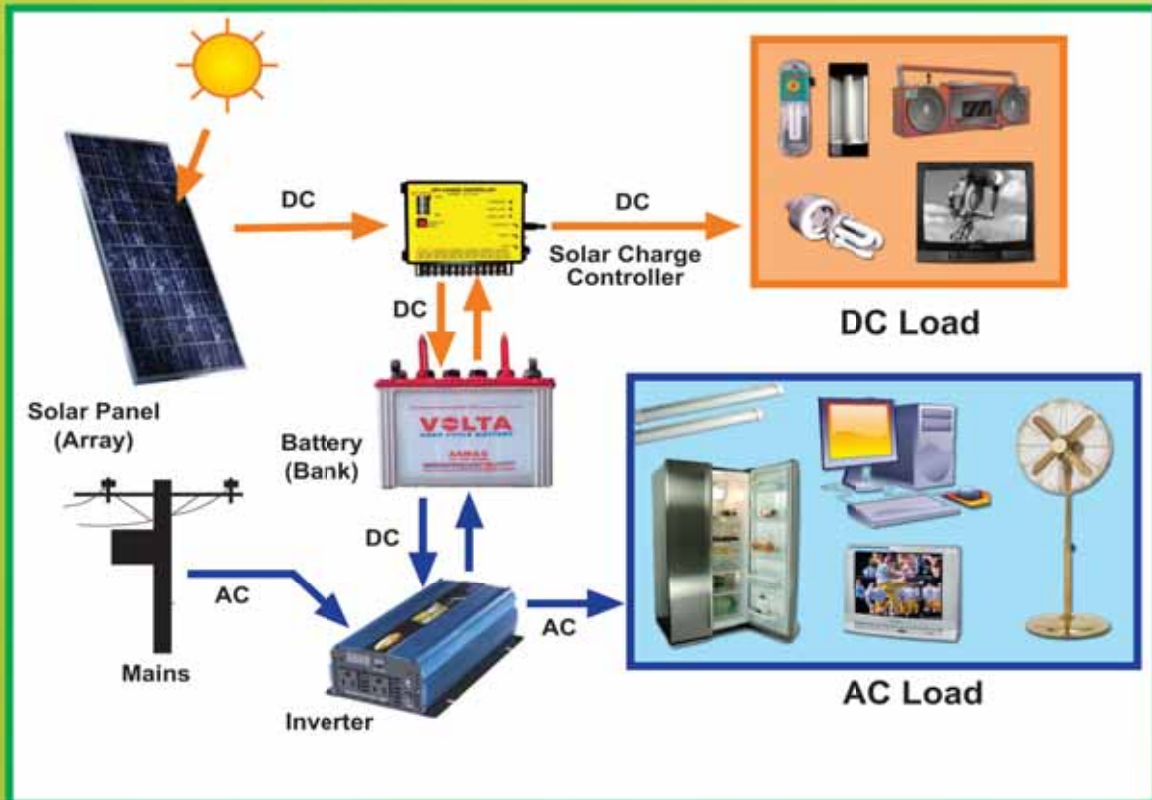 DC
DC
Solar Charge
Controller
DC
DC Load
Solar Panel
(Array)
Battery
(Bank)
VOLTA
DC
AC
AC
Mains
Inverter
AC Load